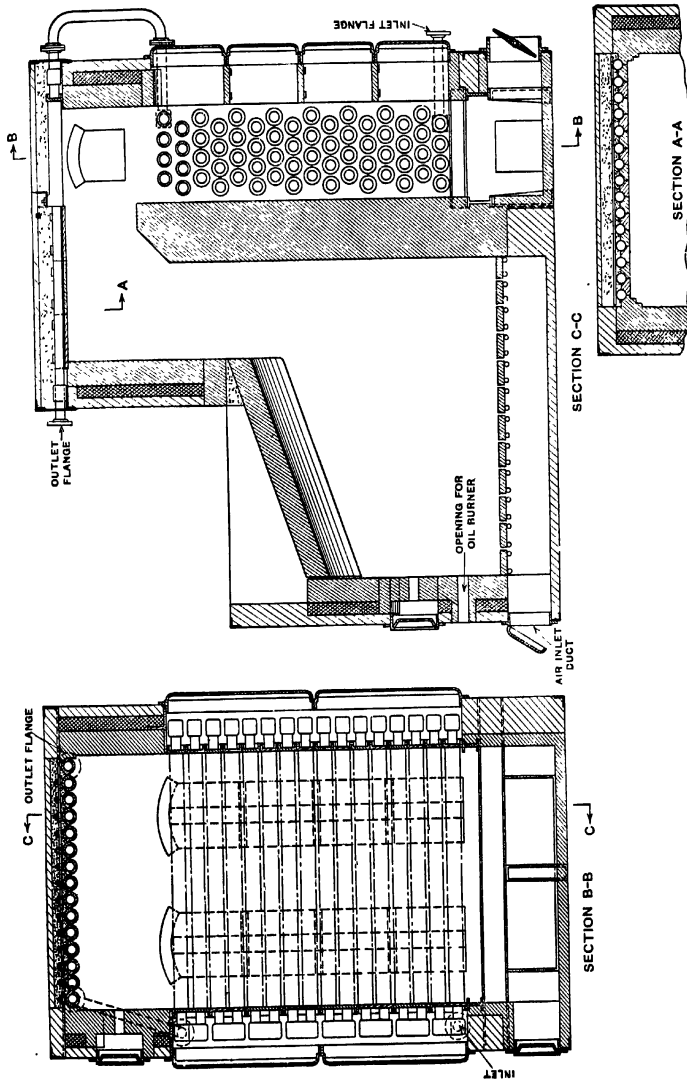 OUTLET
FLANGE
INLET FLANGE
B
B
A
OPENING FOR
OIL BURNER
AIR INLET
DUCT
SECTION C-C
SECTION A-A
C
OUTLET FLANGE
C
SECTION B-B
INLET